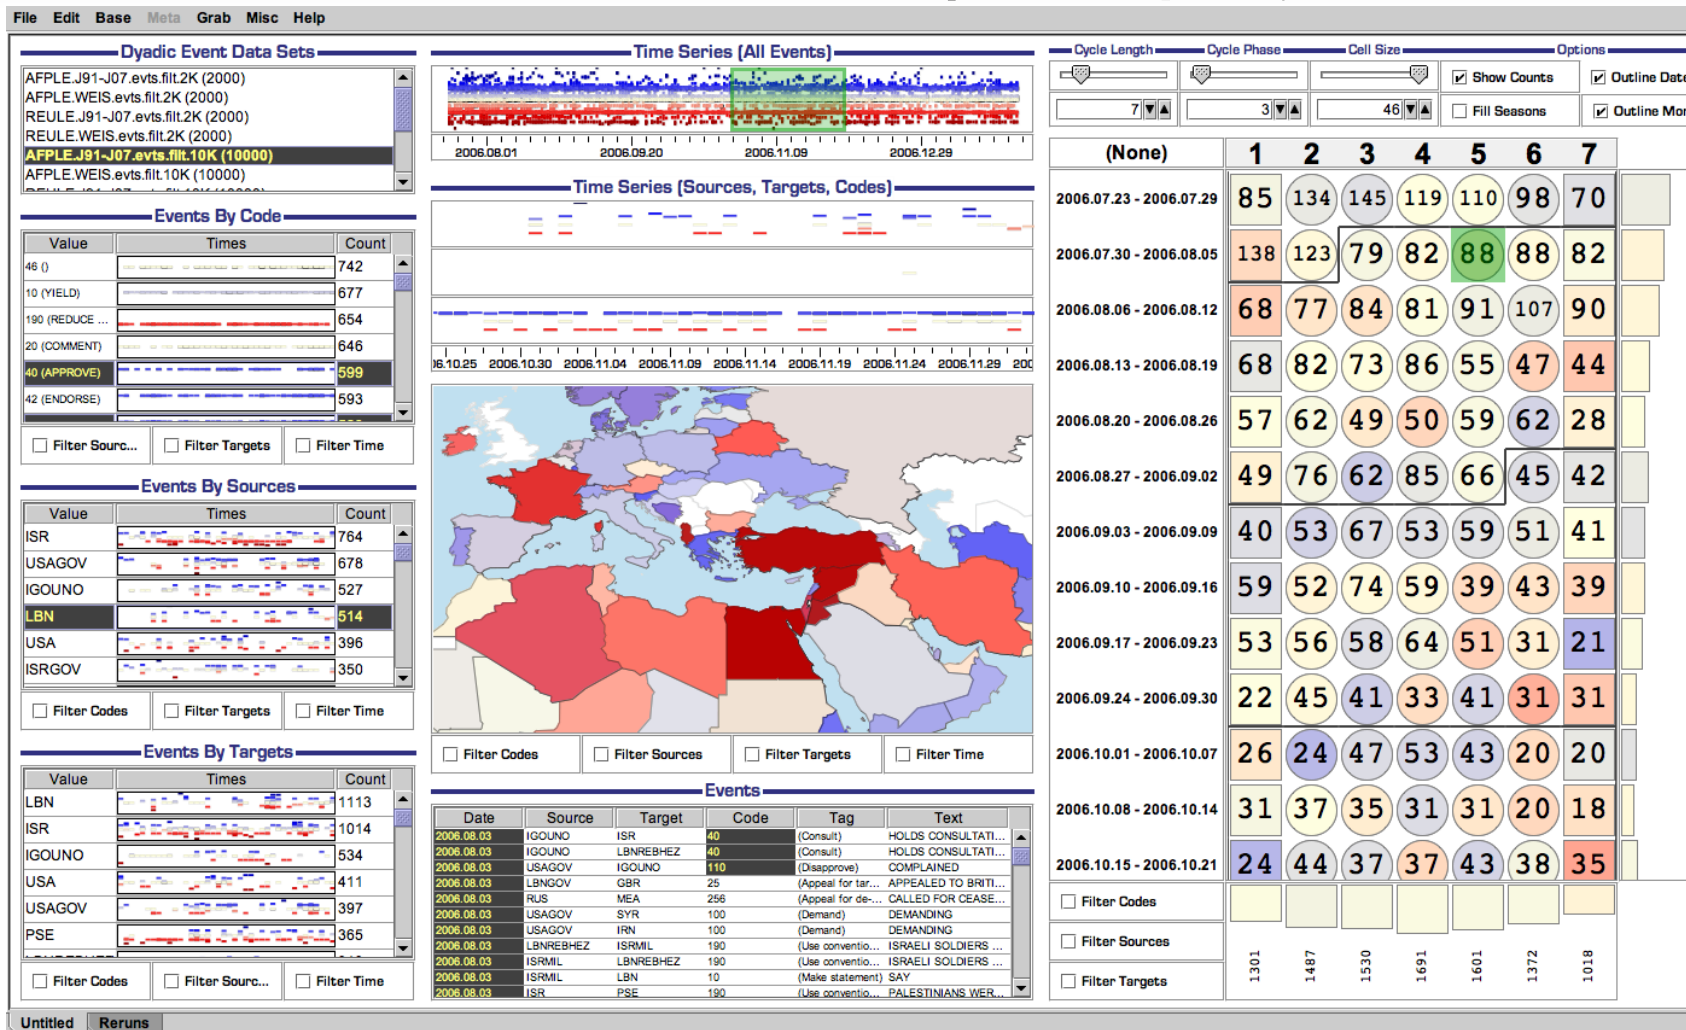 File Edit Base Meta Grab Misc Help
Dyadic Event Data Sets
AFPLE.J91-J07.evts.filt.2K (2000)
AFPLE.WEIS.evts.filt.2K (2000)
REULE.J91-J07.evts.filt.2K (2000)
REULE.WEIS.evts.filt.2K (2000)
AFPLE.J91-J07.evts.filt.10K (10000)
AFPLE.WEIS.evts.filt.10K (10000)
Events By Code
Value Times Count
46 () 742
10 (YIELD) 677
190 (REDUCE ... 654
20 (COMMENT) 646
40 (APPROVE) 599
42 (ENDORSE) 593
Filter Sourc... Filter Targets Filter Time
Events By Sources
Value Times Count
ISR 764
USAGOV 678
IGOUNO 527
LBN 514
USA 396
ISRGOV 350
Filter Codes Filter Targets Filter Time
Events By Targets
Value Times Count
LBN 1113
ISR 1014
IGOUNO 534
USA 411
USAGOV 397
PSE 365
Filter Codes Filter Sourc... Filter Time
Time Series (All Events)
2006.08.01 2006.09.20 2006.11.09 2006.12.29
Time Series (Sources, Targets, Codes)
)6.10.25 2006.10.30 2006.11.04 2006.11.09 2006.11.14 2006.11.19 2006.11.24 2006.11.29 200
Filter Codes Filter Sources Filter Targets Filter Time
Events
Date Source Target Code Tag Text
2006.08.03 IGOUNO ISR 40 (Consult) HOLDS CONSULTATI...
2006.08.03 IGOUNO LBNREBHEZ 40 (Consult) HOLDS CONSULTATI...
2006.08.03 USAGOV IGOUNO 110 (Disapprove) COMPLAINED
2006.08.03 LBNGOV GBR 25 (Appeal for tar... APPEALED TO BRITI...
2006.08.03 RUS MEA 256 (Appeal for de-... CALLED FOR CEASE...
2006.08.03 USAGOV SYR 100 (Demand) DEMANDING
2006.08.03 USAGOV IRN 100 (Demand) DEMANDING
2006.08.03 LBNREBHEZ ISRMIL 190 (Use conventio... ISRAELI SOLDIERS ...
2006.08.03 ISRMIL LBNREBHEZ 190 (Use conventio... ISRAELI SOLDIERS ...
2006.08.03 ISRMIL LBN 10 (Make statement) SAY
2006.08.03 ISR PSE 190 (Use conventio... PALESTINIANS WER...
Cycle Length Cycle Phase Cell Size Options
Show Counts Outline Date
7 3 46 Fill Seasons Outline Mor
(None) 1 2 3 4 5 6 7
2006.07.23 - 2006.07.29 85 134 145 119 110 98 70
2006.07.30 - 2006.08.05 138 123 79 82 88 88 82
2006.08.06 - 2006.08.12 68 77 84 81 91 107 90
2006.08.13 - 2006.08.19 68 82 73 86 55 47 44
2006.08.20 - 2006.08.26 57 62 49 50 59 62 28
2006.08.27 - 2006.09.02 49 76 62 85 66 45 42
2006.09.03 - 2006.09.09 40 53 67 53 59 51 41
2006.09.10 - 2006.09.16 59 52 74 59 39 43 39
2006.09.17 - 2006.09.23 53 56 58 64 51 31 21
2006.09.24 - 2006.09.30 22 45 41 33 41 31 31
2006.10.01 - 2006.10.07 26 24 47 53 43 20 20
2006.10.08 - 2006.10.14 31 37 35 31 31 20 18
2006.10.15 - 2006.10.21 24 44 37 37 43 38 35
Filter Codes
Filter Sources
Filter Targets
1301 1487 1530 1691 1601 1372 1018
Untitled Reruns